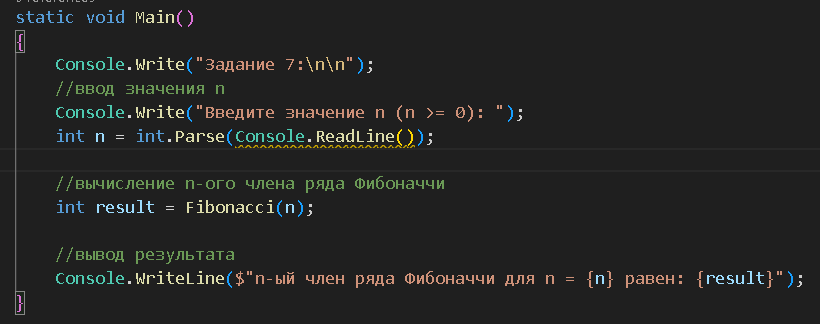 static void Main()
{
Console.Write("Задание 7:\n\n");
//ввод значения n
Console.Write("Введите значение n (n >= 0): ");
int n = int.Parse(Console.ReadLine());
//вычисление n-ого члена ряда Фибоначчи
int result = Fibonacci(n);
//вывод результата
Console.WriteLine($"n-ый член ряда Фибоначчи для n = {n} равен: {result}");
}